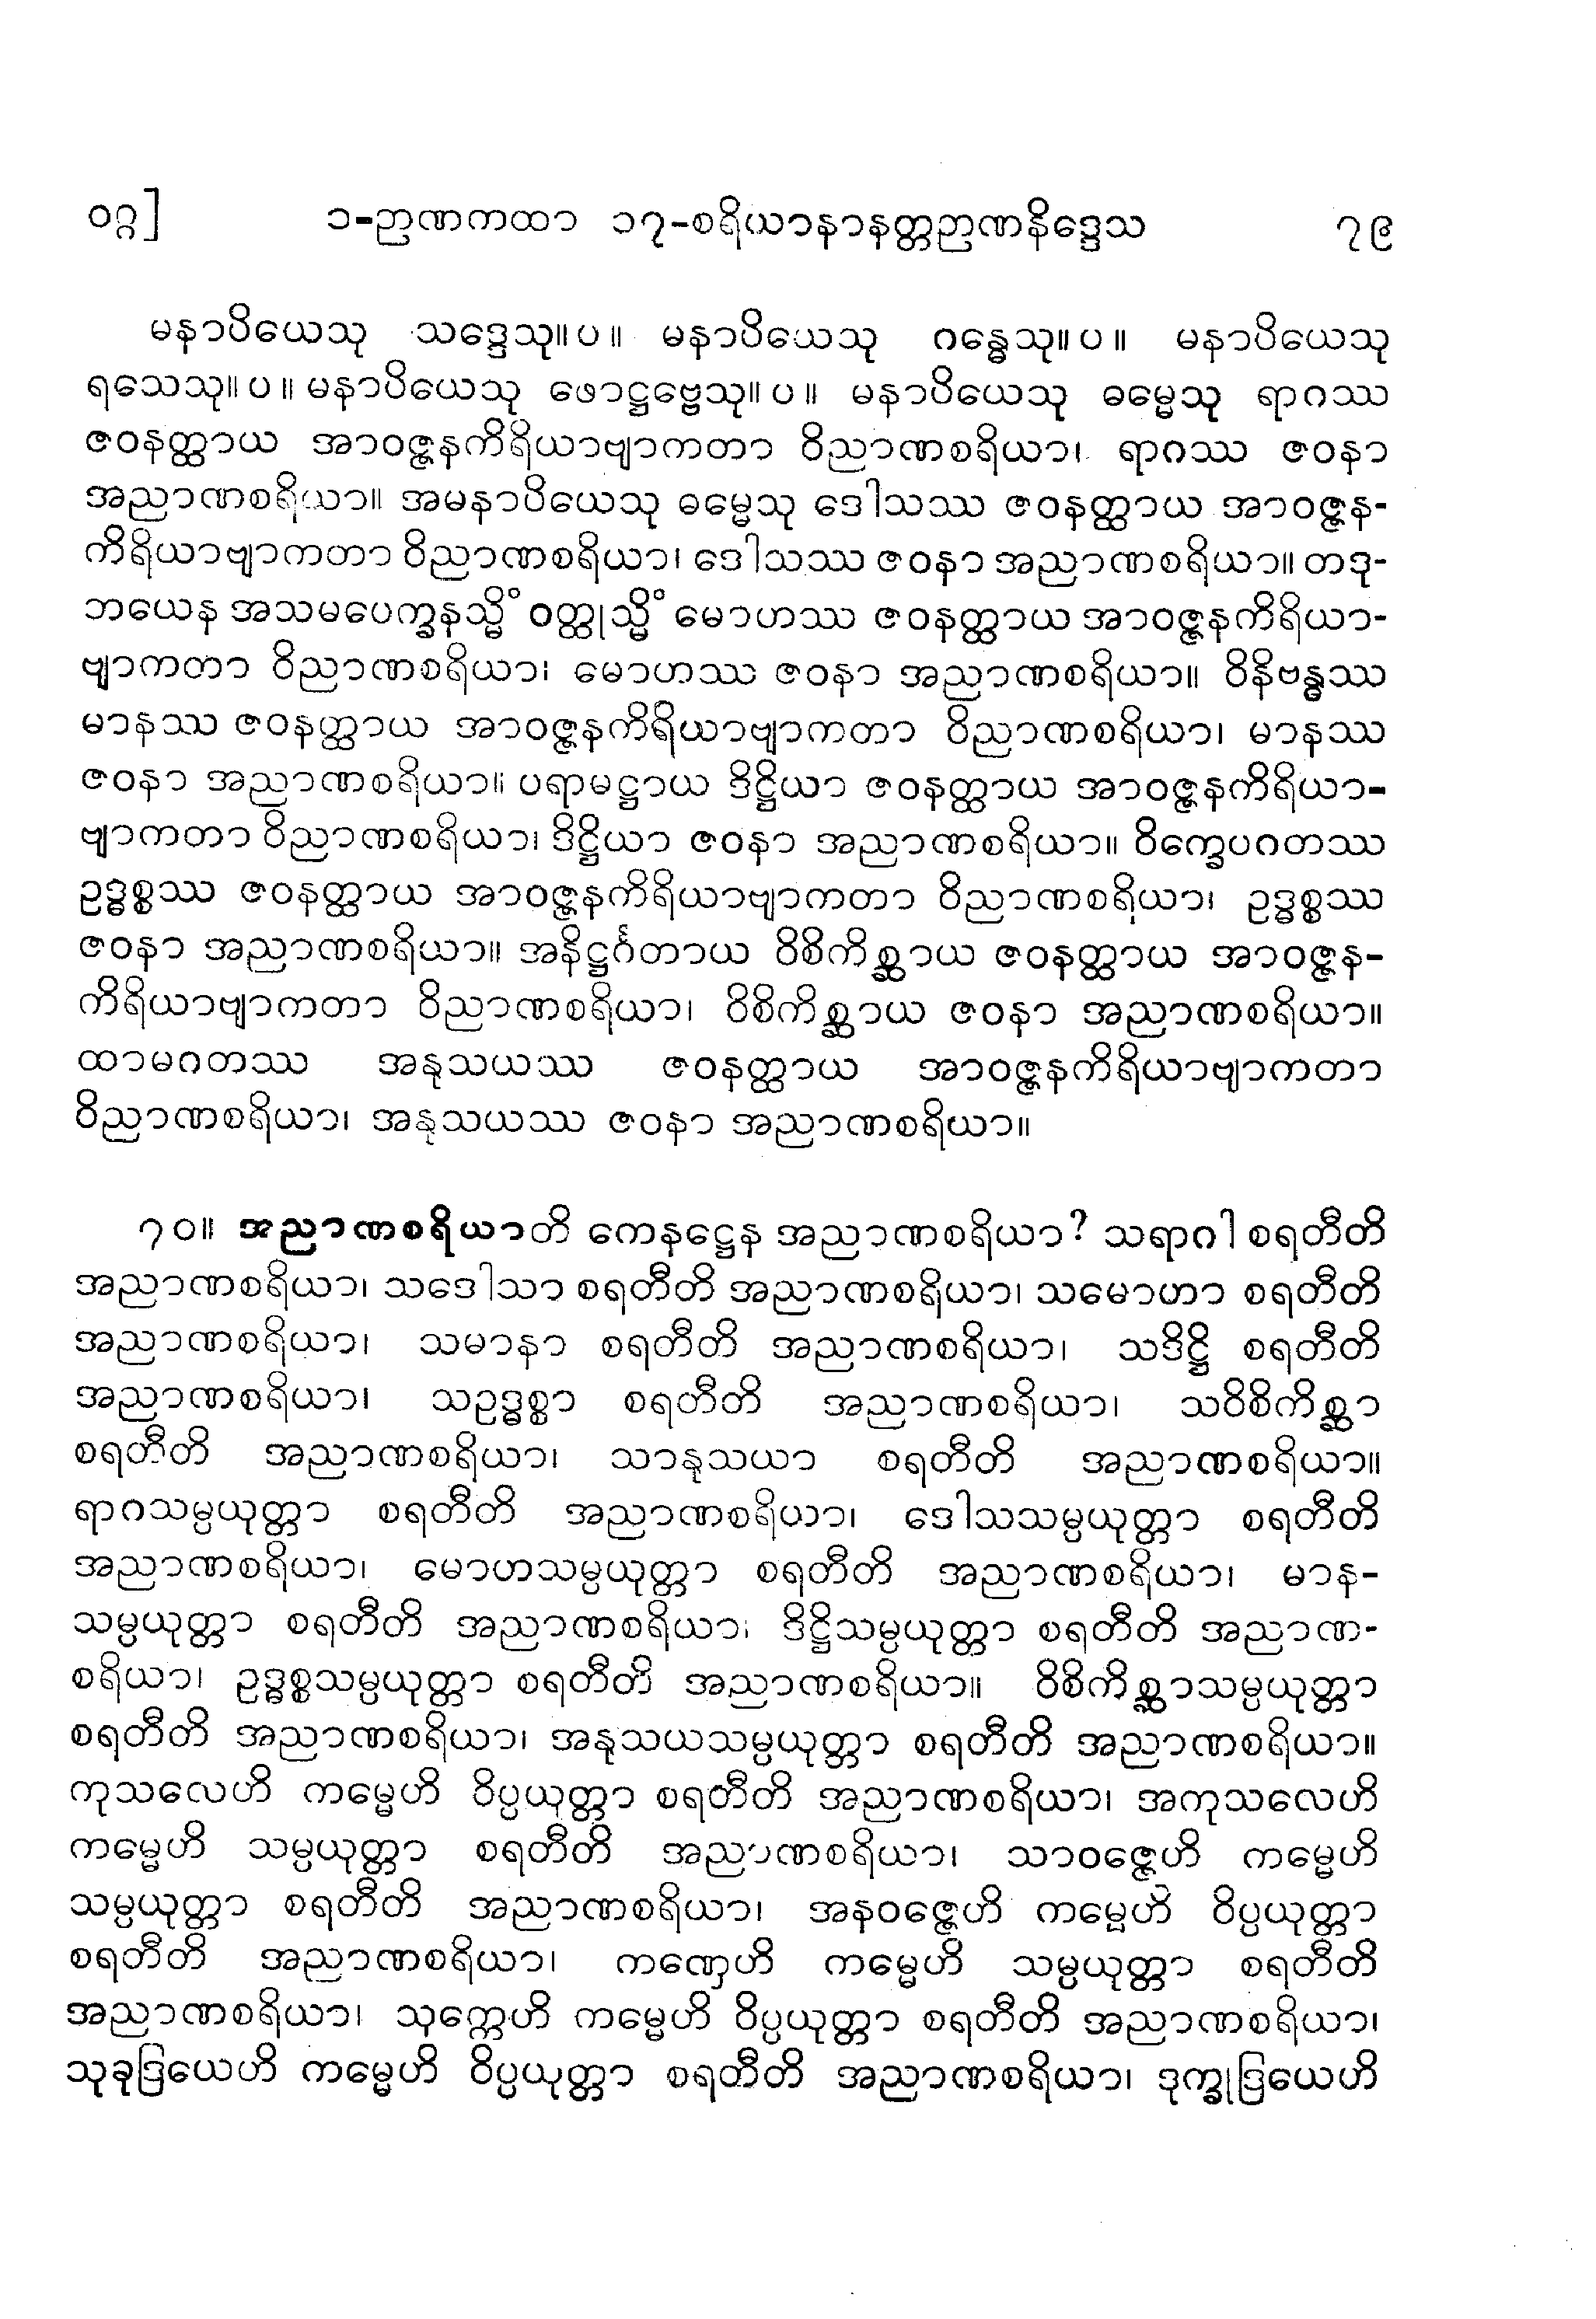 ဝဂ္ဂ] ၁-ဉာဏကထာ ၁၇-စရိယာနာနတ္တဉာဏနိဒ္ဒေသ ၇၉
မနာပိယေသု သဒ္ဒေသု။ပ။ မနာပိယေသု ဂန္ဓေသု။ပ။ မနာပိယေသု
ရသေသု။ပ။ မနာပိယေသု ဖောဋ္ဌဗ္ဗေသု။ပ။ မနာပိယေသု ဓမ္မေသု ရာဂဿ
ဇဝနတ္ထာယ အာဝဇ္ဇနကိရိယာဗျာကတာ ဝိညာဏစရိယာ၊ ရာဂဿ ဇဝနာ
အညာဏစရိယာ။ အမနာပိယေသု ဓမ္မေသု ဒေါသဿ ဇဝနတ္ထာယ အာဝဇ္ဇန-
ကိရိယာဗျာကတာ ဝိညာဏစရိယာ၊ ဒေါသဿ ဇဝနာ အညာဏစရိယာ။ တဒု-
ဘယေန အသမပေက္ခနသ္မိံ ဝတ္ထုသ္မိံ မောဟဿ ဇဝနတ္ထာယ အာဝဇ္ဇနကိရိယာ-
ဗျာကတာ ဝိညာဏစရိယာ၊ မောဟဿ ဇဝနာ အညာဏစရိယာ။ ဝိနိဗန္ဓဿ
မာနဿ ဇဝနတ္ထာယ အာဝဇ္ဇနကိရိယာဗျာကတာ ဝိညာဏစရိယာ၊ မာနဿ
ဇဝနာ အညာဏစရိယာ။ ပရာမဋ္ဌာယ ဒိဋ္ဌိယာ ဇဝနတ္ထာယ အာဝဇ္ဇနကိရိယာ-
ဗျာကတာ ဝိညာဏစရိယာ၊ ဒိဋ္ဌိယာ ဇဝနာ အညာဏစရိယာ။ ဝိက္ခေပဂတဿ
ဥဒ္ဓစ္စဿ ဇဝနတ္ထာယ အာဝဇ္ဇနကိရိယာဗျာကတာ ဝိညာဏစရိယာ၊ ဥဒ္ဓစ္စဿ
ဇဝနာ အညာဏစရိယာ။ အနိဋ္ဌင်္ဂတာယ ဝိစိကိစ္ဆာယ ဇဝနတ္ထာယ အာဝဇ္ဇန-
ကိရိယာဗျာကတာ ဝိညာဏစရိယာ၊ ဝိစိကိစ္ဆာယ ဇဝနာ အညာဏစရိယာ။
ထာမဂတဿ အနုသယဿ ဇဝနတ္ထာယ အာဝဇ္ဇနကိရိယာဗျာကတာ
ဝိညာဏစရိယာ၊ အနုသယဿ ဇဝနာ အညာဏစရိယာ။
၇၀။ အညာဏစရိယာတိ ကေနဋ္ဌေန အညာဏစရိယာ? သရာဂါ စရတီတိ
အညာဏစရိယာ၊ သဒေါသာ စရတီတိ အညာဏစရိယာ၊ သမောဟာ စရတီတိ
အညာဏစရိယာ၊ သမာနာ စရတီတိ အညာဏစရိယာ၊ သဒိဋ္ဌိ စရတီတိ
အညာဏစရိယာ၊ သဥဒ္ဓစ္စာ စရတီတိ အညာဏစရိယာ၊ သဝိစိကိစ္ဆာ
စရတီတိ အညာဏစရိယာ၊ သာနုသယာ စရတီတိ အညာဏစရိယာ။
ရာဂသမ္ပယုတ္တာ စရတီတိ အညာဏစရိယာ၊ ဒေါသသမ္ပယုတ္တာ စရတီတိ
အညာဏစရိယာ၊ မောဟသမ္ပယုတ္တာ စရတီတိ အညာဏစရိယာ၊ မာန-
သမ္ပယုတ္တာ စရတီတိ အညာဏစရိယာ၊ ဒိဋ္ဌိသမ္ပယုတ္တာ စရတီတိ အညာဏ-
စရိယာ၊ ဥဒ္ဓစ္စသမ္ပယုတ္တာ စရတီတိ အညာဏစရိယာ။ ဝိစိကိစ္ဆာသမ္ပယုတ္တာ
စရတီတိ အညာဏစရိယာ၊ အနုသယသမ္ပယုတ္တာ စရတီတိ အညာဏစရိယာ။
ကုသလေဟိ ကမ္မေဟိ ဝိပ္ပယုတ္တာ စရတီတိ အညာဏစရိယာ၊ အကုသလေဟိ
ကမ္မေဟိ သမ္ပယုတ္တာ စရတီတိ အညာဏစရိယာ၊ သာဝဇ္ဇေဟိ ကမ္မေဟိ
သမ္ပယုတ္တာ စရတီတိ အညာဏစရိယာ၊ အနဝဇ္ဇေဟိ ကမ္မေဟိ ဝိပ္ပယုတ္တာ
စရတီတိ အညာဏစရိယာ၊ ကဏှေဟိ ကမ္မေဟိ သမ္ပယုတ္တာ စရတီတိ
အညာဏစရိယာ၊ သုက္ကေဟိ ကမ္မေဟိ ဝိပ္ပယုတ္တာ စရတီတိ အညာဏစရိယာ၊
သုခုဒြယေဟိ ကမ္မေဟိ ဝိပ္ပယုတ္တာ စရတီတိ အညာဏစရိယာ၊ ဒုက္ခုဒြယေဟိ